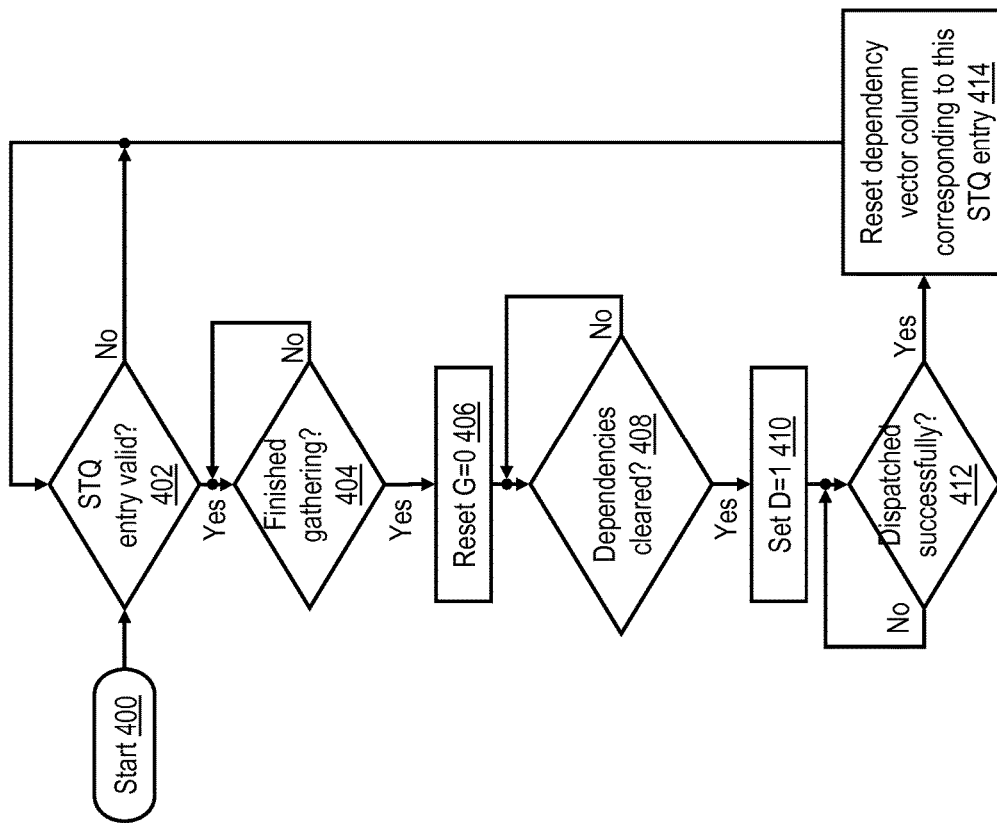 Start 400
STQ
entry valid?
402
No
Yes
Finished
gathering?
404
No
Yes
Reset G=0 406
Dependencies
cleared? 408
No
Yes
Set D=1 410
Dispatched
successfully?
412
No
Yes
Reset dependency
vector column
corresponding to this
STQ entry 414